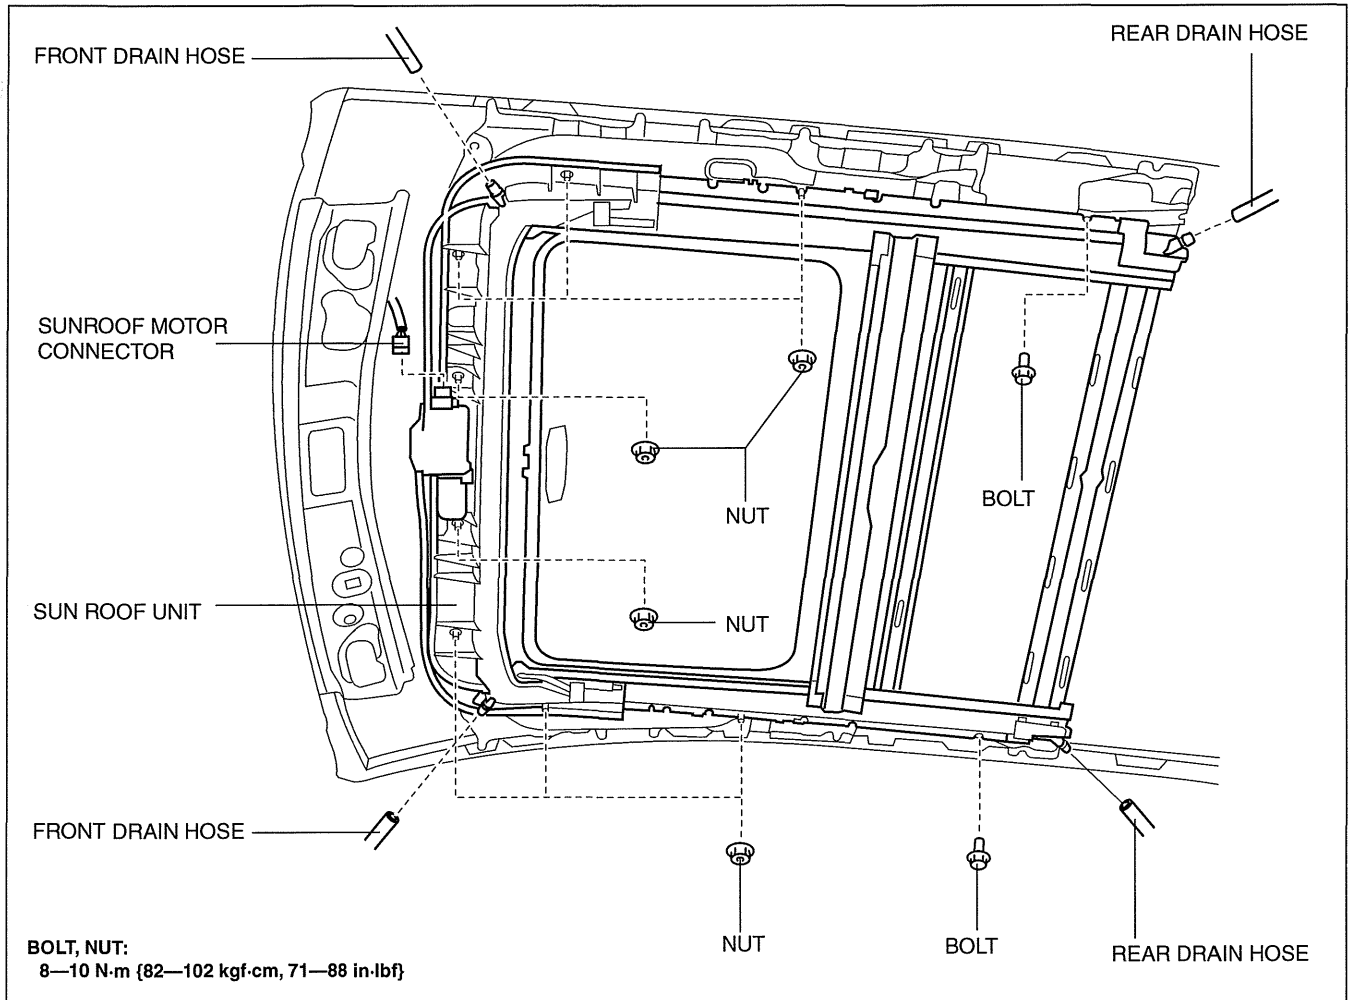 FRONT DRAIN HOSE
REAR DRAIN HOSE
SUNROOF MOTOR
CONNECTOR
BOLT
NUT
SUN ROOF UNIT
NUT
FRONT DRAIN HOSE
NUT
BOLT
REAR DRAIN HOSE
BOLT, NUT:
8—10 N·m {82—102 kgf·cm, 71—88 in·lbf}